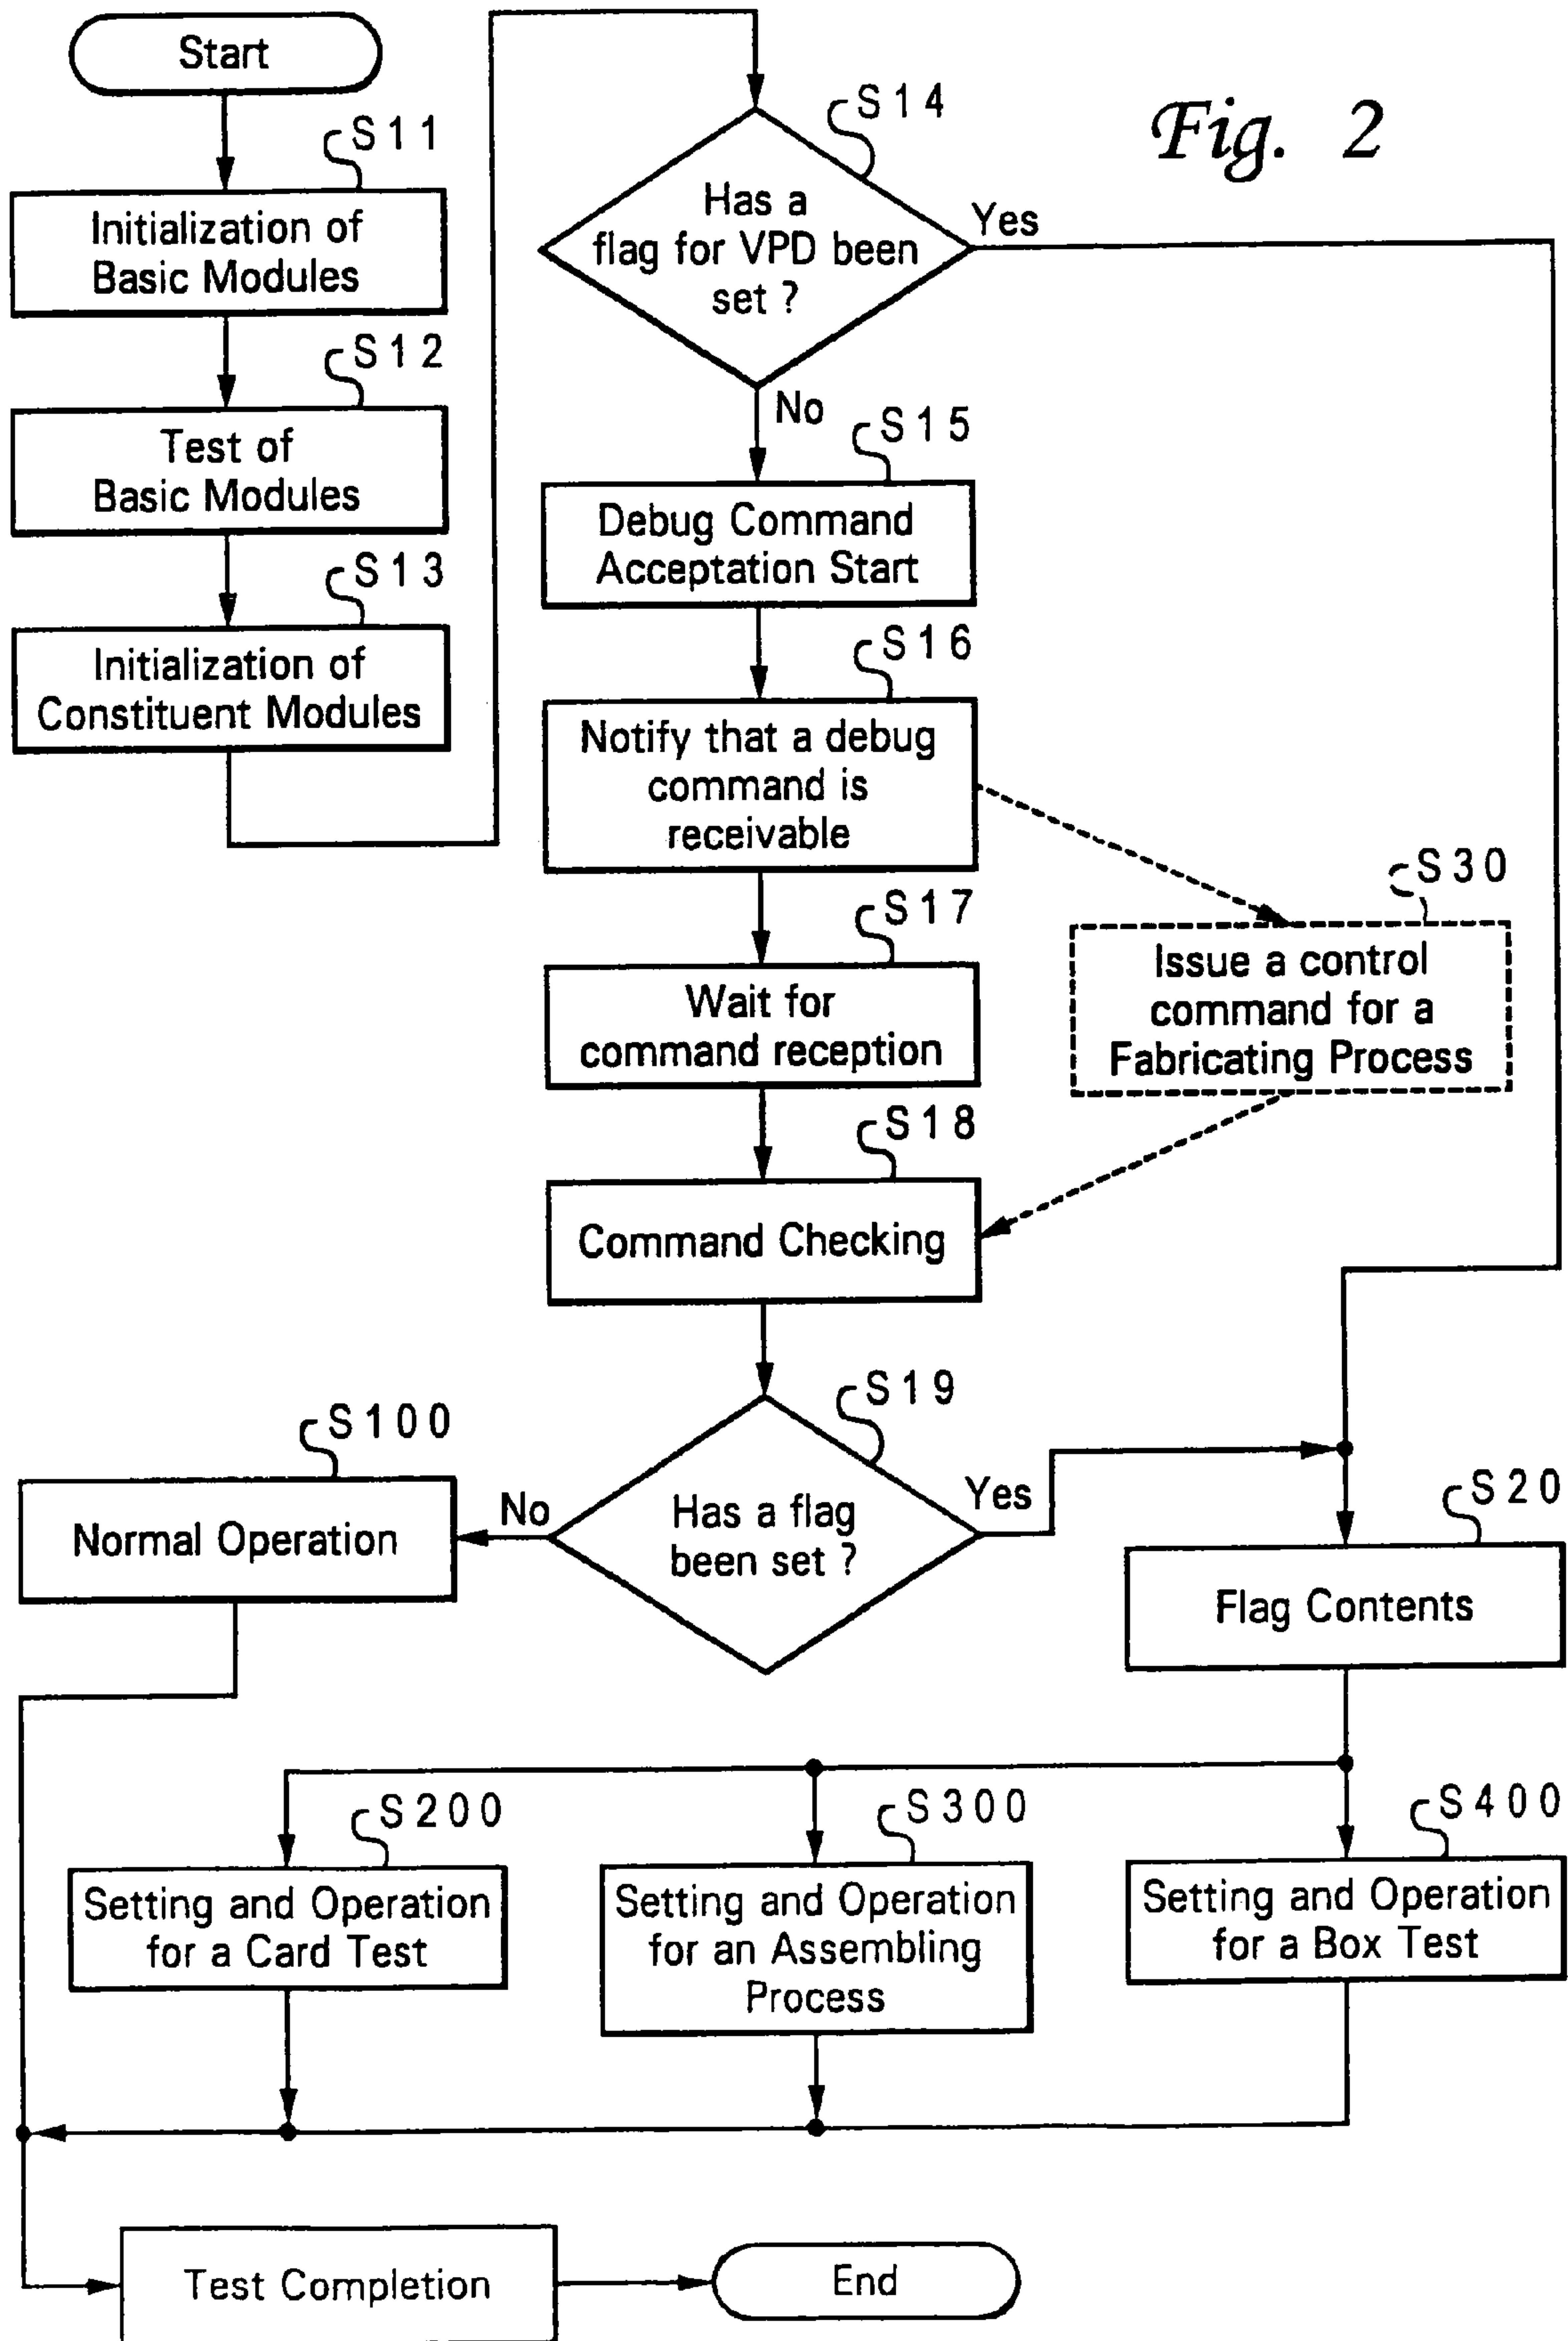 Fig. 2
Start
S11
Initialization of
Basic Modules
S12
Test of
Basic Modules
S13
Initialization of
Constituent Modules
S14
Has a
flag for VPD been
set ?
Yes
No
S15
Debug Command
Acceptation Start
S16
Notify that a debug
command is
receivable
S17
Wait for
command reception
S30
Issue a control
command for a
Fabricating Process
S18
Command Checking
S19
Has a flag
been set ?
Yes
No
S100
Normal Operation
S20
Flag Contents
S200
Setting and Operation
for a Card Test
S300
Setting and Operation
for an Assembling
Process
S400
Setting and Operation
for a Box Test
Test Completion
End